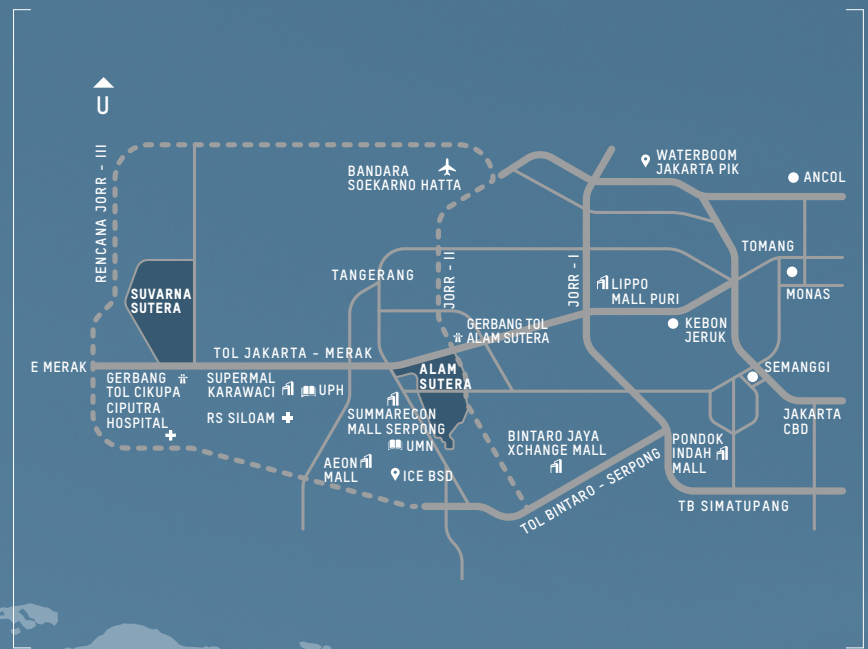 U
RENCANA JORR - III
BANDARA
SOEKARNO HATTA
WATERBOOM
JAKARTA PIK
ANCOL
TOMANG
MONAS
TANGERANG
JORR - II
JORR - I
LIPPO
MALL PURI
KEBON
JERUK
SUVARNA
SUTERA
GERBANG TOL
ALAM SUTERA
TOL JAKARTA - MERAK
E MERAK
ALAM
SUTERA
SEMANGGI
GERBANG
TOL CIKUPA
CIPUTRA
HOSPITAL
SUPERMAL
KARAWACI
UPH
RS SILOAM
SUMMARECON
MALL SERPONG
UMN
AEON
MALL
ICE BSD
BINTARO JAYA
XCHANGE MALL
TOL BINTARO - SERPONG
PONDOK
INDAH
MALL
JAKARTA
CBD
TB SIMATUPANG